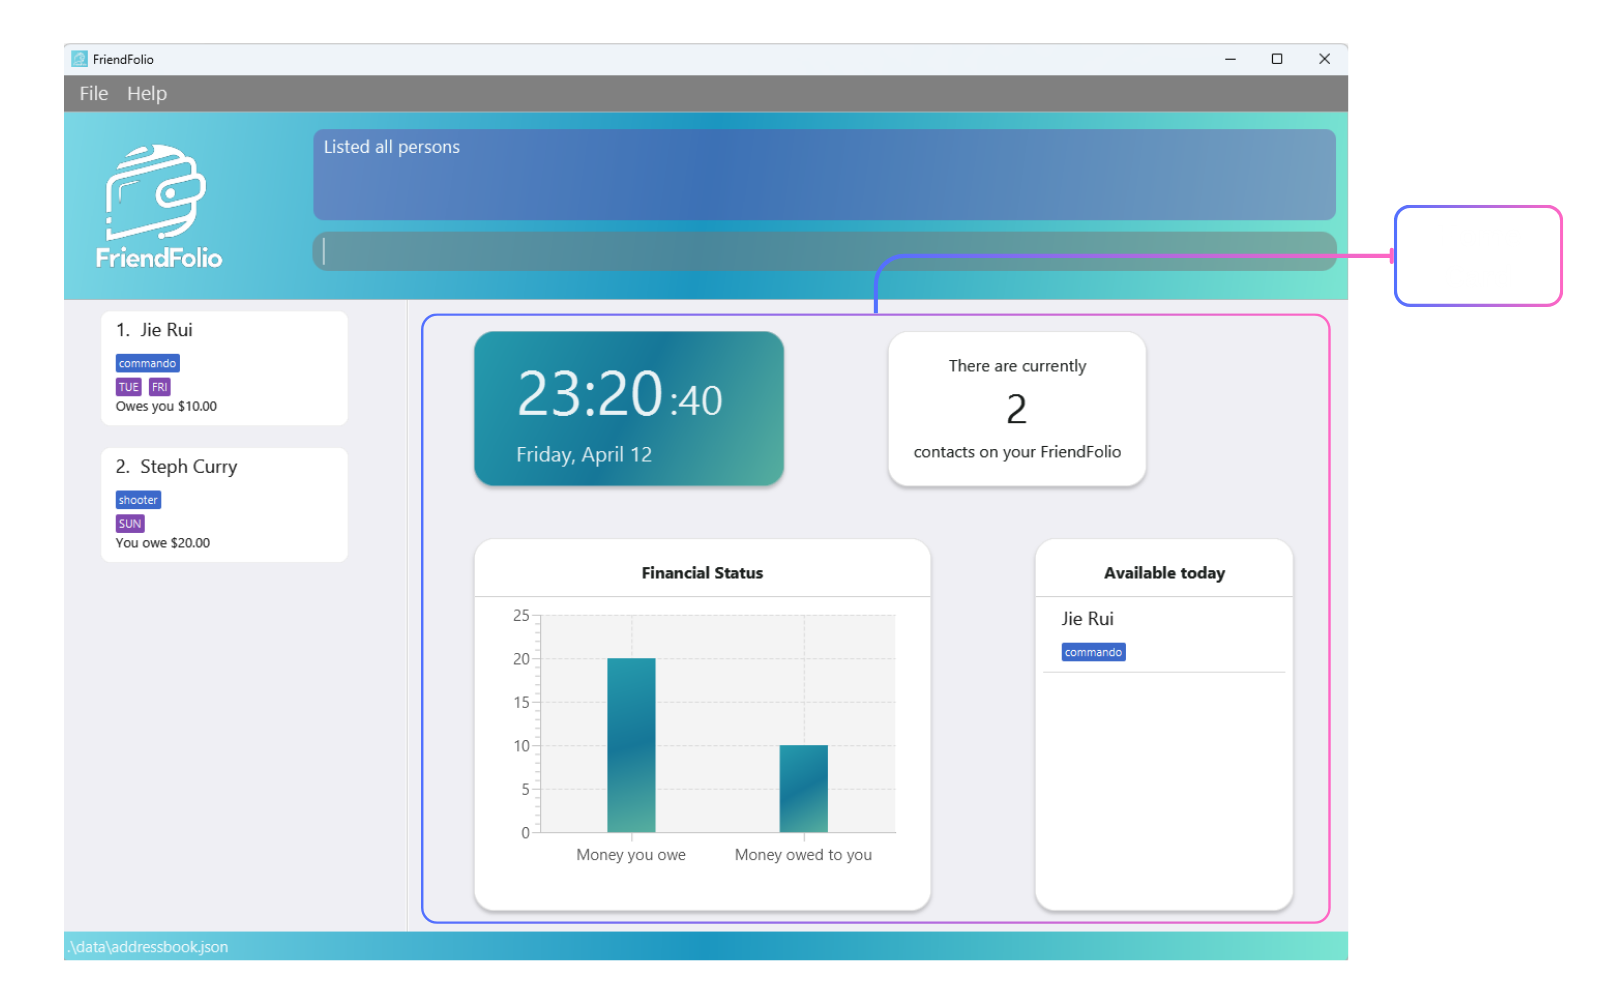 FriendFolio
File Help
FriendFolio
Listed all persons
1. Jie Rui
commando
TUE FRI
Owes you $10.00
2. Steph Curry
shooter
SUN
You owe $20.00
23:20:40
Friday, April 12
There are currently
2
contacts on your FriendFolio
Financial Status
25
20
15
10
5
0
Money you owe Money owed to you
Available today
Jie Rui
commando
.\data\addressbook.json